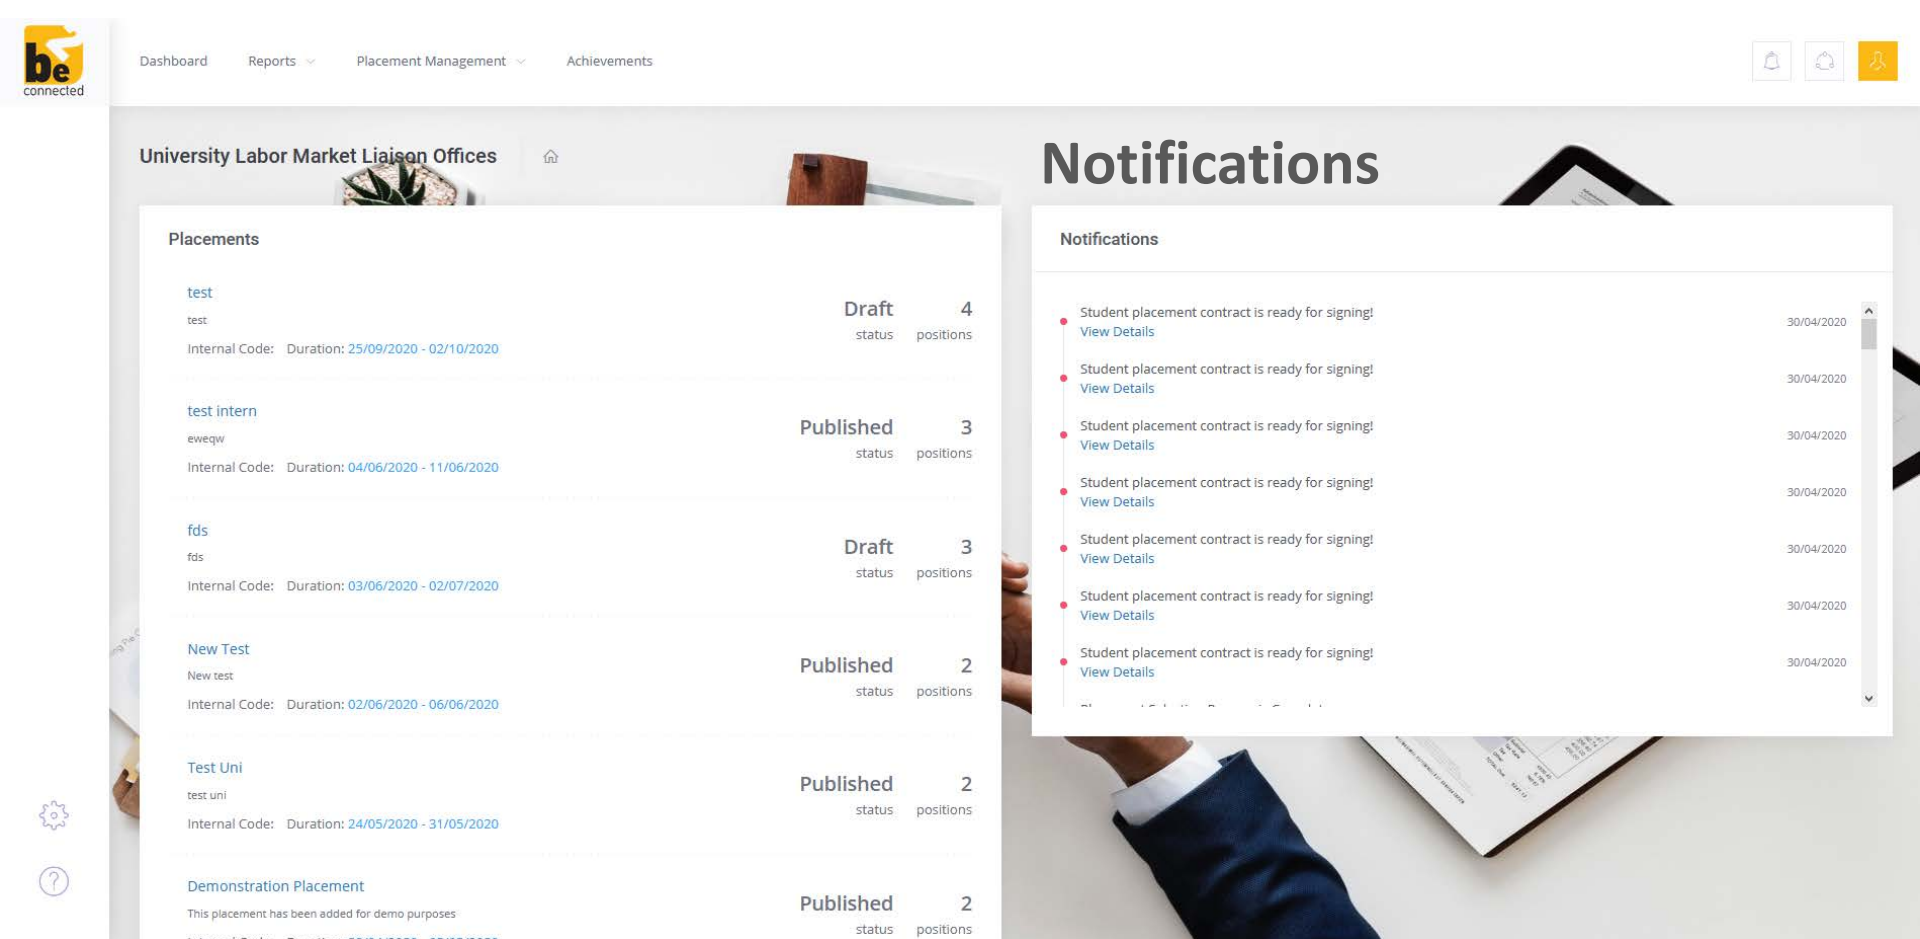 be
connected
Dashboard
Reports
Placement Management
Achievements
University Labor Market Liaison Offices
Notifications
Placements
test
test
Internal Code: Duration: 25/09/2020 - 02/10/2020
Draft
status
4
positions
test intern
eweqw
Internal Code: Duration: 04/06/2020 - 11/06/2020
Published
status
3
positions
fds
fds
Internal Code: Duration: 03/06/2020 - 02/07/2020
Draft
status
3
positions
New Test
New test
Internal Code: Duration: 02/06/2020 - 06/06/2020
Published
status
2
positions
Test Uni
test uni
Internal Code: Duration: 24/05/2020 - 31/05/2020
Published
status
2
positions
Demonstration Placement
This placement has been added for demo purposes
Published
status
2
positions
Notifications
Student placement contract is ready for signing!
View Details
30/04/2020
Student placement contract is ready for signing!
View Details
30/04/2020
Student placement contract is ready for signing!
View Details
30/04/2020
Student placement contract is ready for signing!
View Details
30/04/2020
Student placement contract is ready for signing!
View Details
30/04/2020
Student placement contract is ready for signing!
View Details
30/04/2020
Student placement contract is ready for signing!
View Details
30/04/2020